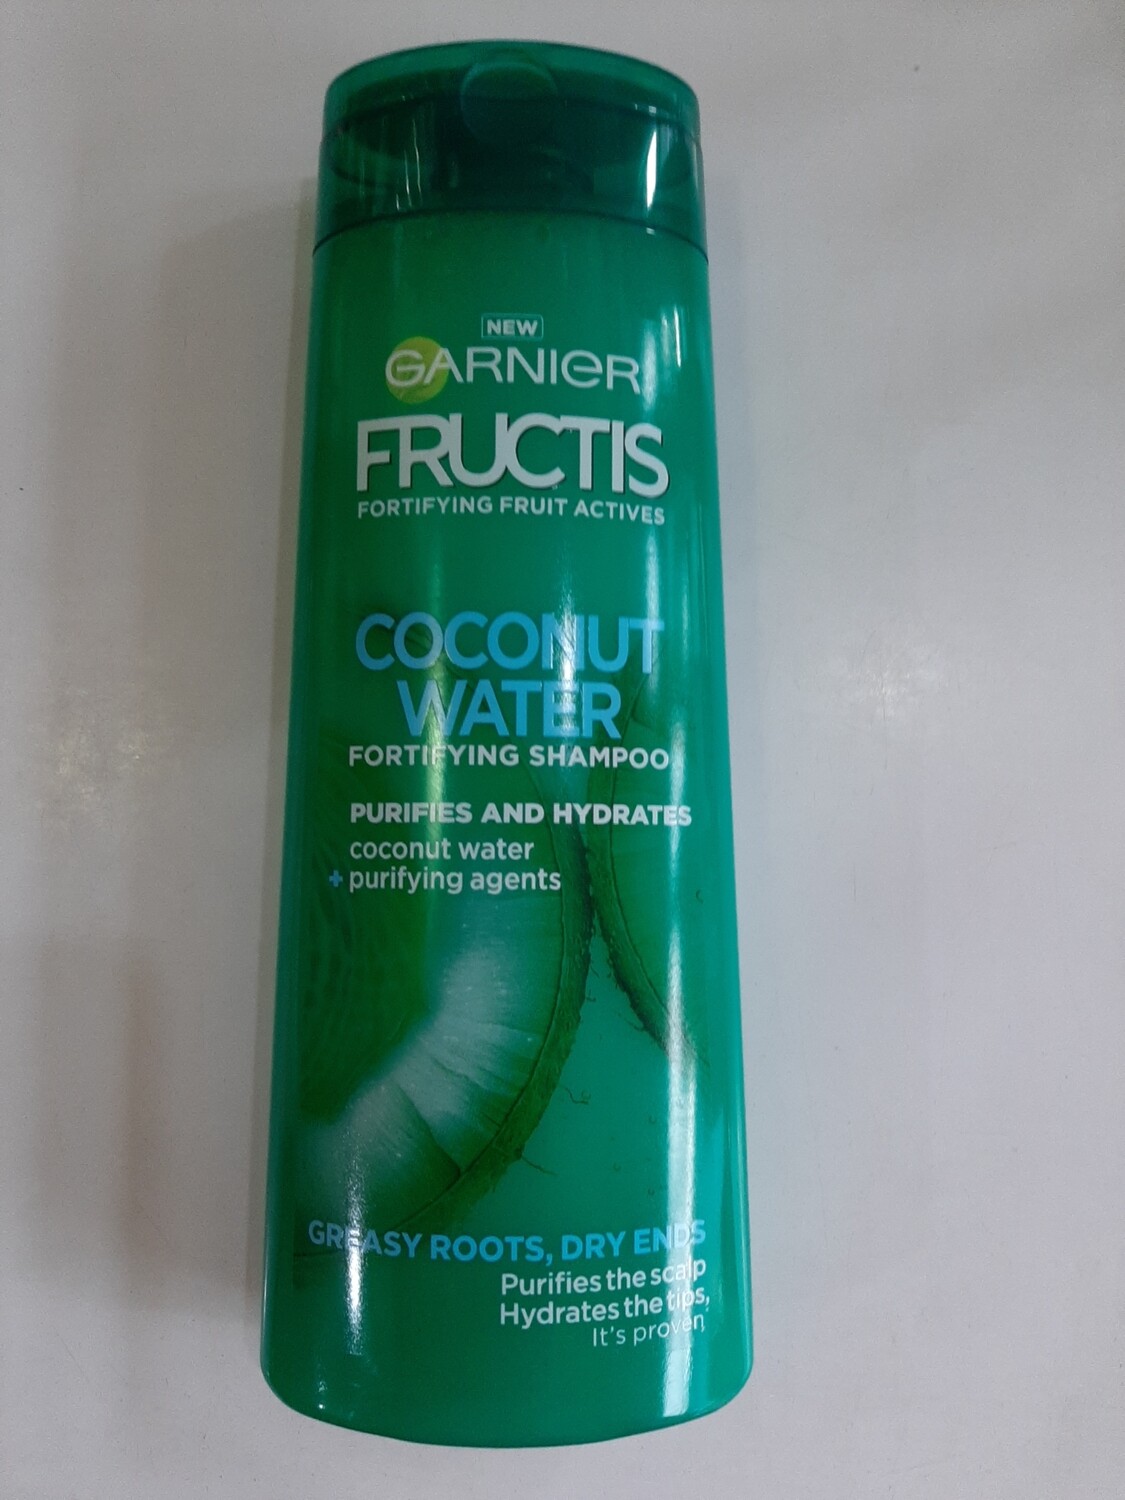 NEW
GARNIER
FRUCTIS
FORTIFYING FRUIT ACTIVES
COCONUT
WATER
FORTIFYING SHAMPOO
PURIFIES AND HYDRATES
coconut water
+ purifying agents
GREASY ROOTS, DRY ENDS
Purifies the scalp
Hydrates the tips,
It's proven